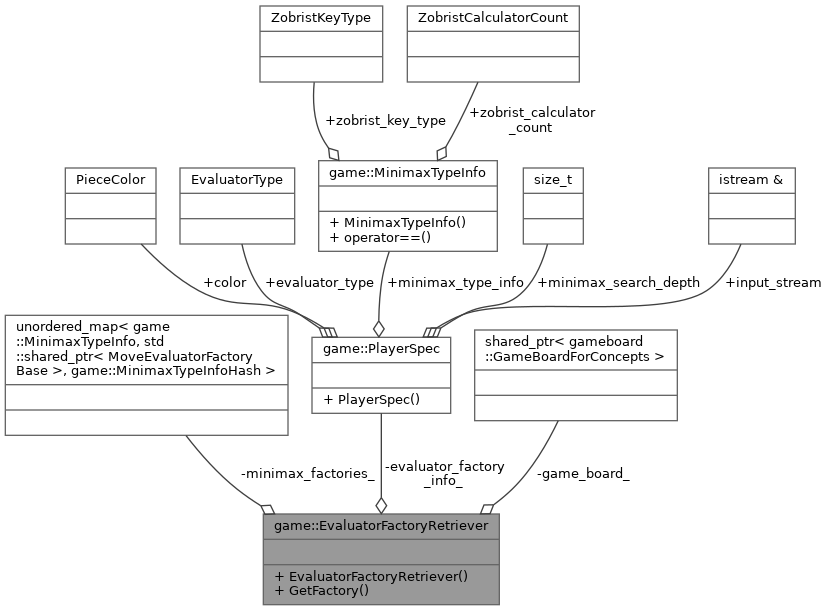 ZobristKeyType
ZobristCalculatorCount
+zobrist_key_type
+zobrist_calculator
_count
PieceColor
EvaluatorType
game::MinimaxTypeInfo
+ MinimaxTypeInfo()
+ operator==()
size_t
istream &
+color
+evaluator_type
+minimax_type_info
+minimax_search_depth
+input_stream
unordered_map< game
::MinimaxTypeInfo, std
::shared_ptr< MoveEvaluatorFactory
Base >, game::MinimaxTypeInfoHash >
game::PlayerSpec
+ PlayerSpec()
shared_ptr< gameboard
::GameBoardForConcepts >
-minimax_factories_
-evaluator_factory
_info_
-game_board_
game::EvaluatorFactoryRetriever
+ EvaluatorFactoryRetriever()
+ GetFactory()